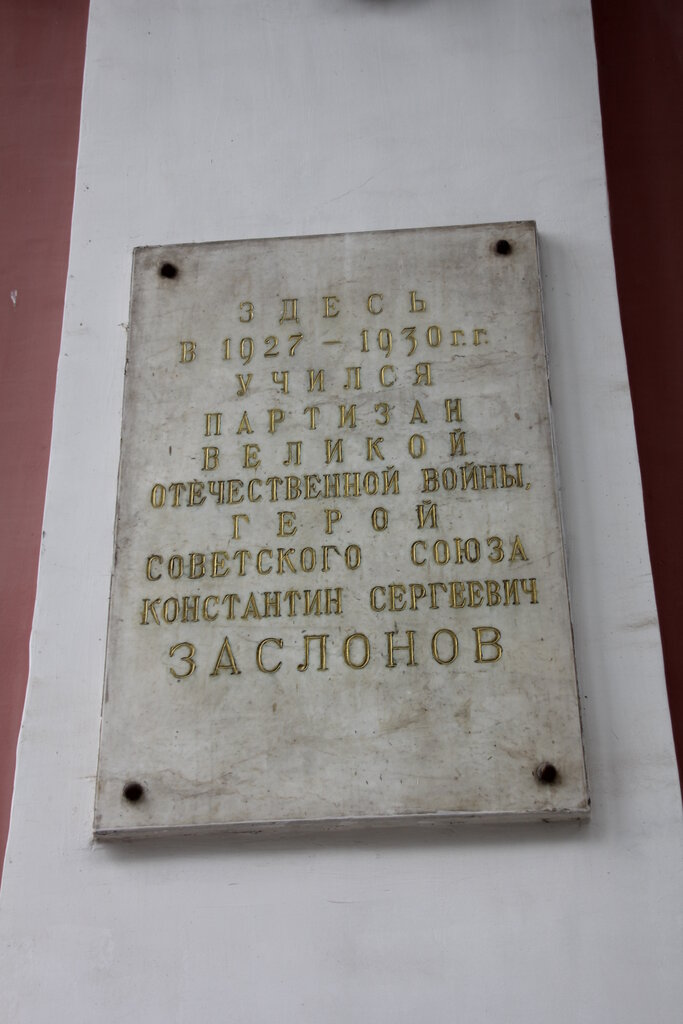 ЗДЕСЬ
В 1927 – 1930 г.г.
УЧИЛСЯ
ПАРТИЗАН
ВЕЛИКОЙ
ОТЕЧЕСТВЕННОЙ ВОЙНЫ,
ГЕРОЙ
СОВЕТСКОГО СОЮЗА
КОНСТАНТИН СЕРГЕЕВИЧ
ЗАСЛОНОВ